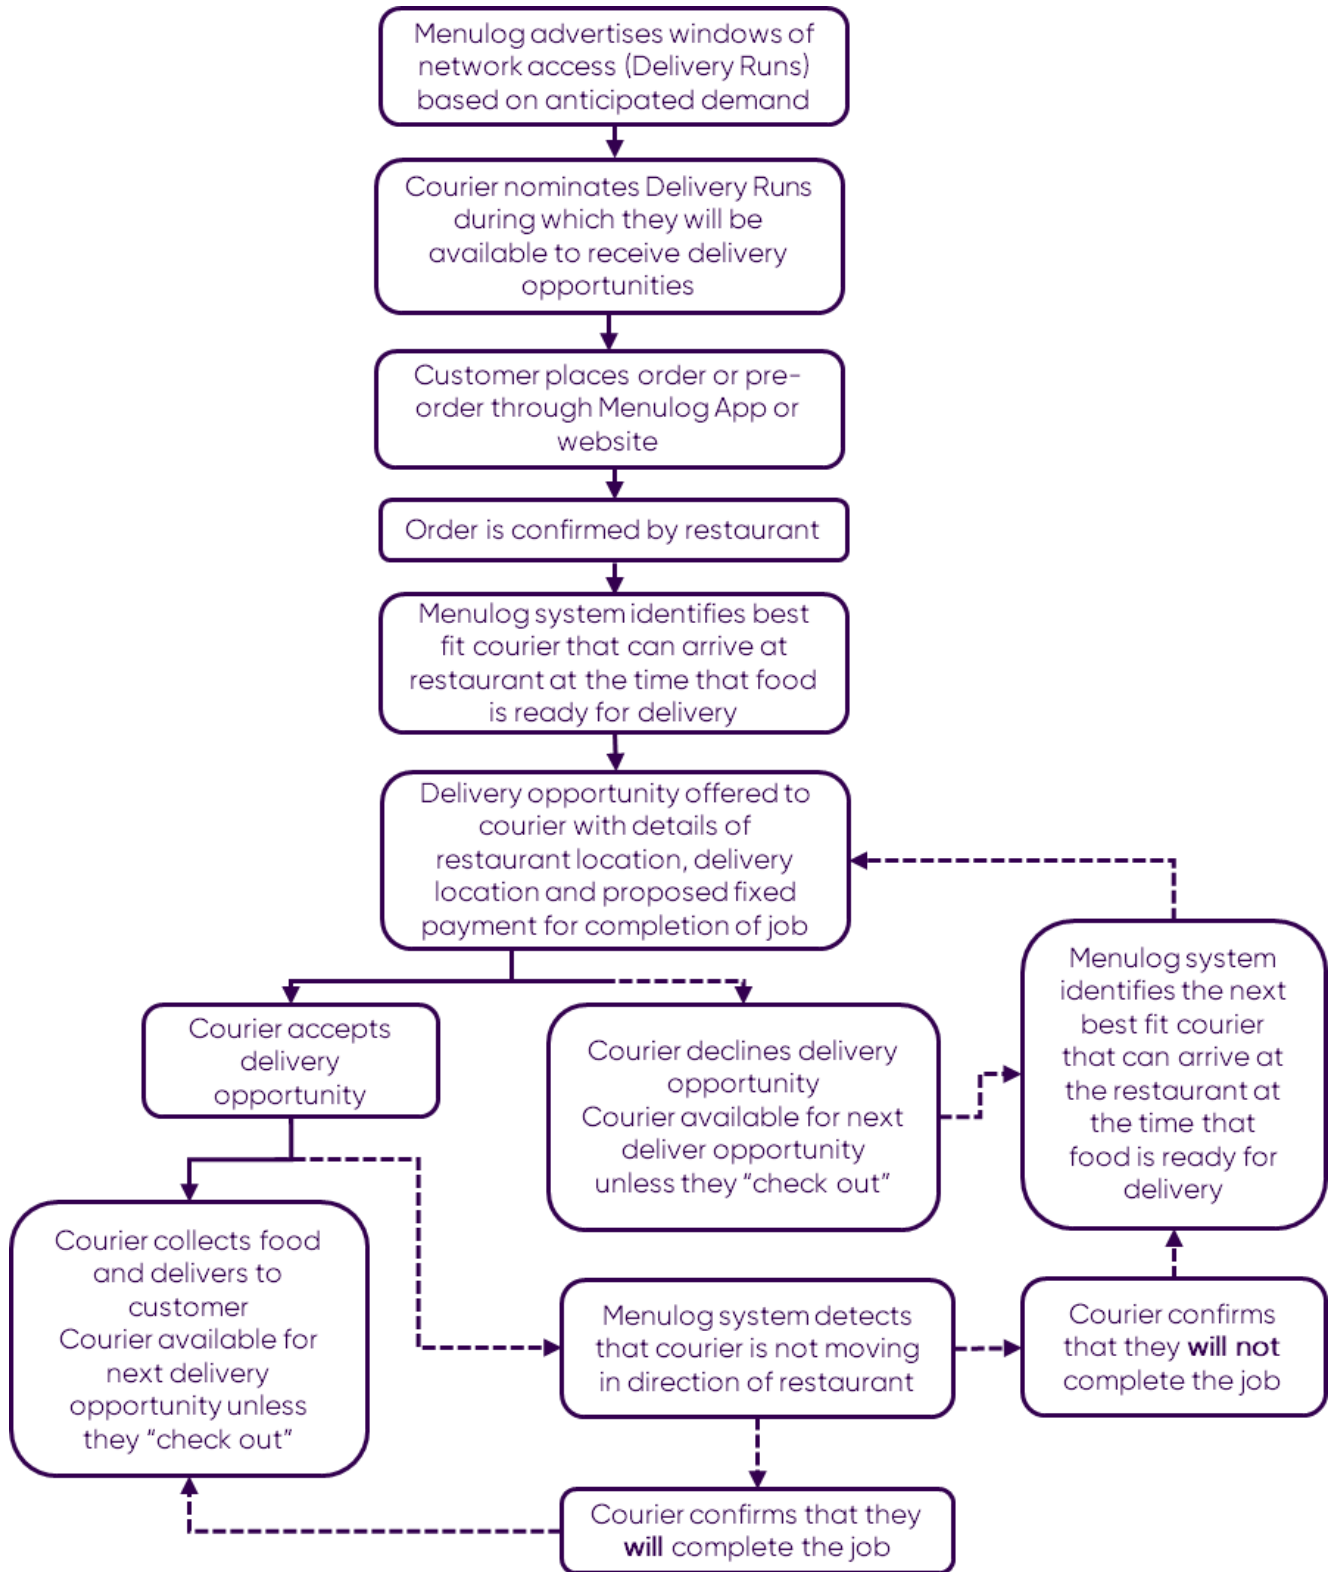 Menulog advertises windows of
network access (Delivery Runs)
based on anticipated demand
Courier nominates Delivery Runs
during which they will be
available to receive delivery
opportunities
Customer places order or pre-
order through Menulog App or
website
Order is confirmed by restaurant
Menulog system identifies best
fit courier that can arrive at
restaurant at the time that food
is ready for delivery
Delivery opportunity offered to
courier with details of
restaurant location, delivery
location and proposed fixed
payment for completion of job
Courier accepts
delivery
opportunity
Courier declines delivery
opportunity
Courier available for next
deliver opportunity
unless they “check out”
Menulog system
identifies the next
best fit courier
that can arrive at
the restaurant at
the time that
food is ready for
delivery
Courier collects food
and delivers to
customer
Courier available for
next delivery
opportunity unless
they “check out”
Menulog system detects
that courier is not moving
in direction of restaurant
Courier confirms
that they will not
complete the job
Courier confirms that they
will complete the job